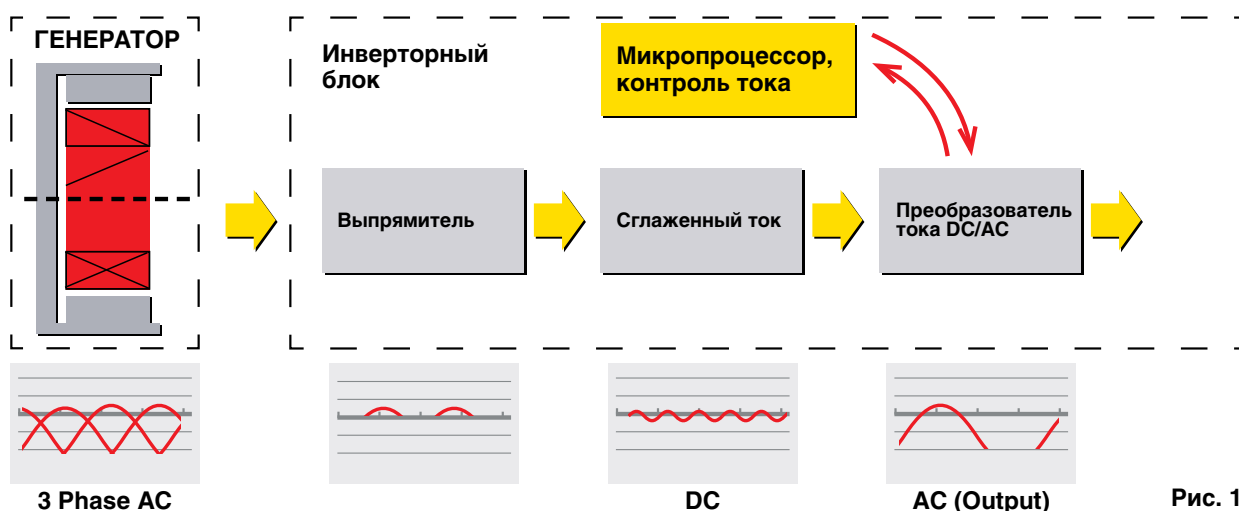 ГЕНЕРАТОР
Инверторный
блок
Микропроцессор,
контроль тока
Выпрямитель
Сглаженный ток
Преобразователь
тока DC/AC
3 Phase AC
DC
AC (Output)
Рис. 1